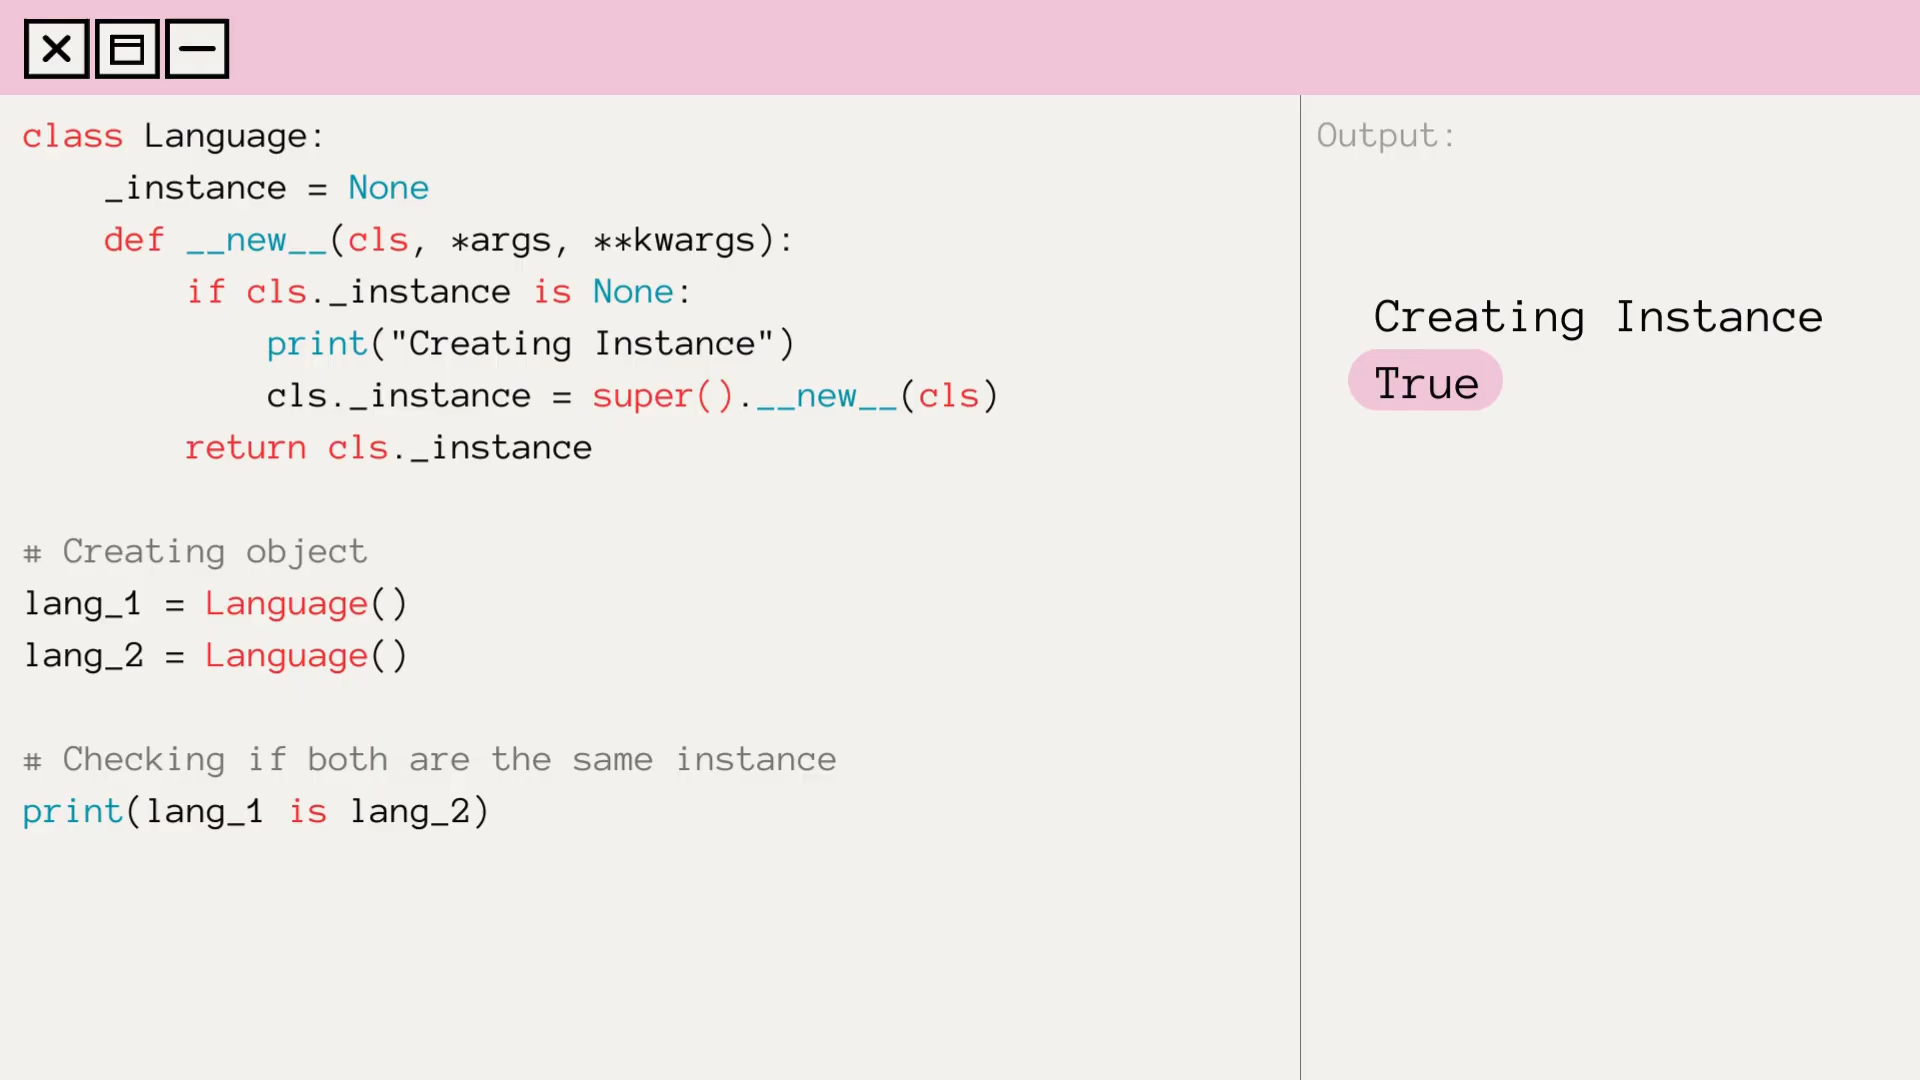 class Language:
    _instance = None
    def __new__(cls, *args, **kwargs):
        if cls._instance is None:
            print("Creating Instance")
            cls._instance = super().__new__(cls)
        return cls._instance
# Creating object
lang_1 = Language()
lang_2 = Language()
# Checking if both are the same instance
print(lang_1 is lang_2)
Output:
Creating Instance
True